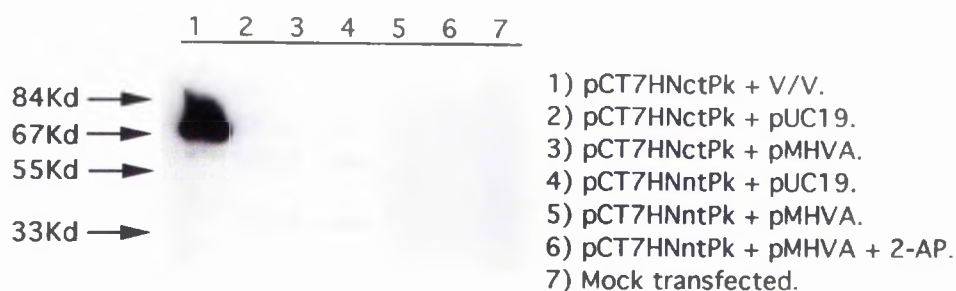 1 2 3 4 5 6 7
84Kd
67Kd
55Kd
33Kd
1) pCT7HNctPk + V/V.
2) pCT7HNctPk + pUC19.
3) pCT7HNctPk + pMHVA.
4) pCT7HNntPk + pUC19.
5) pCT7HNntPk + pMHVA.
6) pCT7HNntPk + pMHVA + 2-AP.
7) Mock transfected.